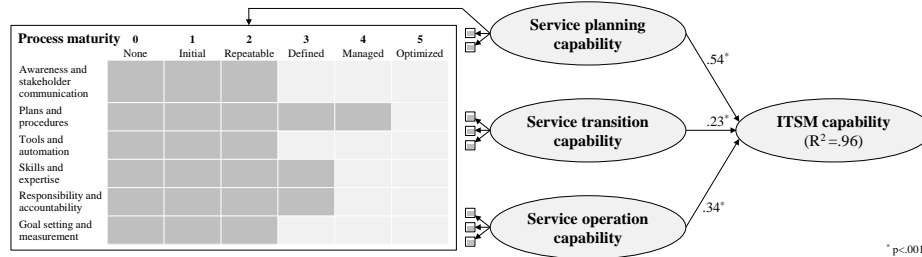 Process maturity 0 1 2 3 4 5
None Initial Repeatable Defined Managed Optimized
Awareness and
stakeholder
communication
Plans and
procedures
Tools and
automation
Skills and
expertise
Responsibility and
accountability
Goal setting and
measurement
Service planning
capability
Service transition
capability
Service operation
capability
.54*
.23*
.34*
ITSM capability
(R²=.96)
* p<.001